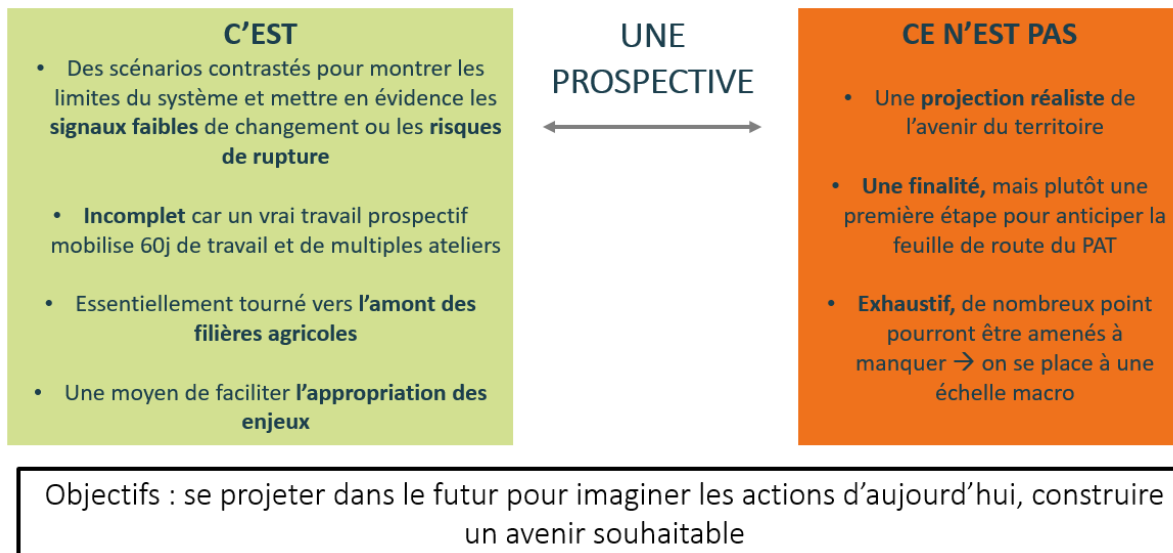 C’EST
• Des scénarios contrastés pour montrer les
limites du système et mettre en évidence les
signaux faibles de changement ou les risques
de rupture
• Incomplet car un vrai travail prospectif
mobilise 60j de travail et de multiples ateliers
• Essentiellement tourné vers l’amont des
filières agricoles
• Une moyen de faciliter l’appropriation des
enjeux
UNE
PROSPECTIVE
CE N’EST PAS
• Une projection réaliste de
l’avenir du territoire
• Une finalité, mais plutôt une
première étape pour anticiper la
feuille de route du PAT
• Exhaustif, de nombreux point
pourront être amenés à
manquer → on se place à une
échelle macro
Objectifs : se projeter dans le futur pour imaginer les actions d’aujourd’hui, construire
un avenir souhaitable